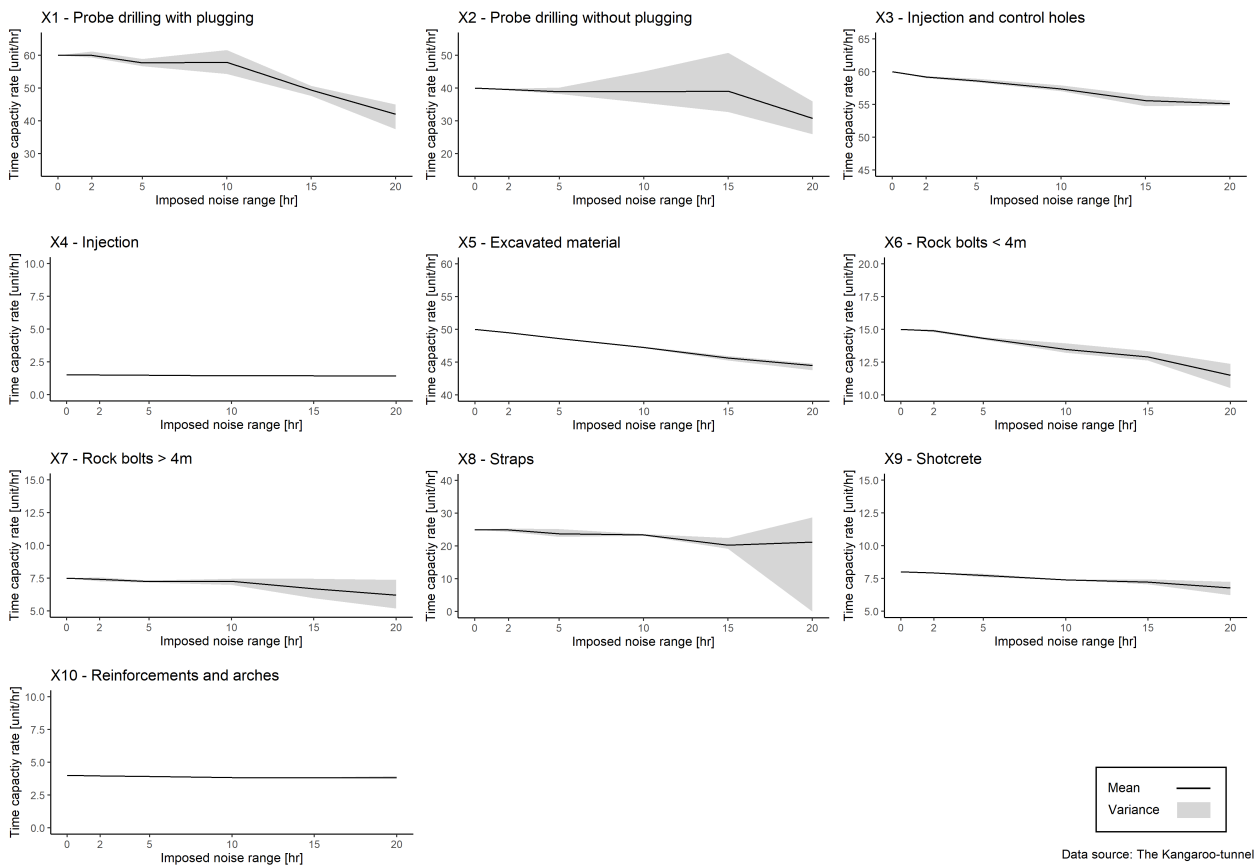 X1 - Probe drilling with plugging
X2 - Probe drilling without plugging
X3 - Injection and control holes
Time capactiy rate [unit/hr]
60
50
40
30
0 2 5 10 15 20
Imposed noise range [hr]
Time capactiy rate [unit/hr]
50
40
30
20
0 2 5 10 15 20
Imposed noise range [hr]
Time capactiy rate [unit/hr]
65
60
55
50
45
0 2 5 10 15 20
Imposed noise range [hr]
X4 - Injection
X5 - Excavated material
X6 - Rock bolts < 4m
Time capactiy rate [unit/hr]
10.0
7.5
5.0
2.5
0.0
0 2 5 10 15 20
Imposed noise range [hr]
Time capactiy rate [unit/hr]
60
55
50
45
40
0 2 5 10 15 20
Imposed noise range [hr]
Time capactiy rate [unit/hr]
20.0
17.5
15.0
12.5
10.0
0 2 5 10 15 20
Imposed noise range [hr]
X7 - Rock bolts > 4m
X8 - Straps
X9 - Shotcrete
Time capactiy rate [unit/hr]
15.0
12.5
10.0
7.5
5.0
0 2 5 10 15 20
Imposed noise range [hr]
Time capactiy rate [unit/hr]
40
30
20
10
0
0 2 5 10 15 20
Imposed noise range [hr]
Time capactiy rate [unit/hr]
15.0
12.5
10.0
7.5
5.0
0 2 5 10 15 20
Imposed noise range [hr]
X10 - Reinforcements and arches
Time capactiy rate [unit/hr]
10.0
7.5
5.0
2.5
0.0
0 2 5 10 15 20
Imposed noise range [hr]
Mean
Variance
Data source: The Kangaroo-tunnel